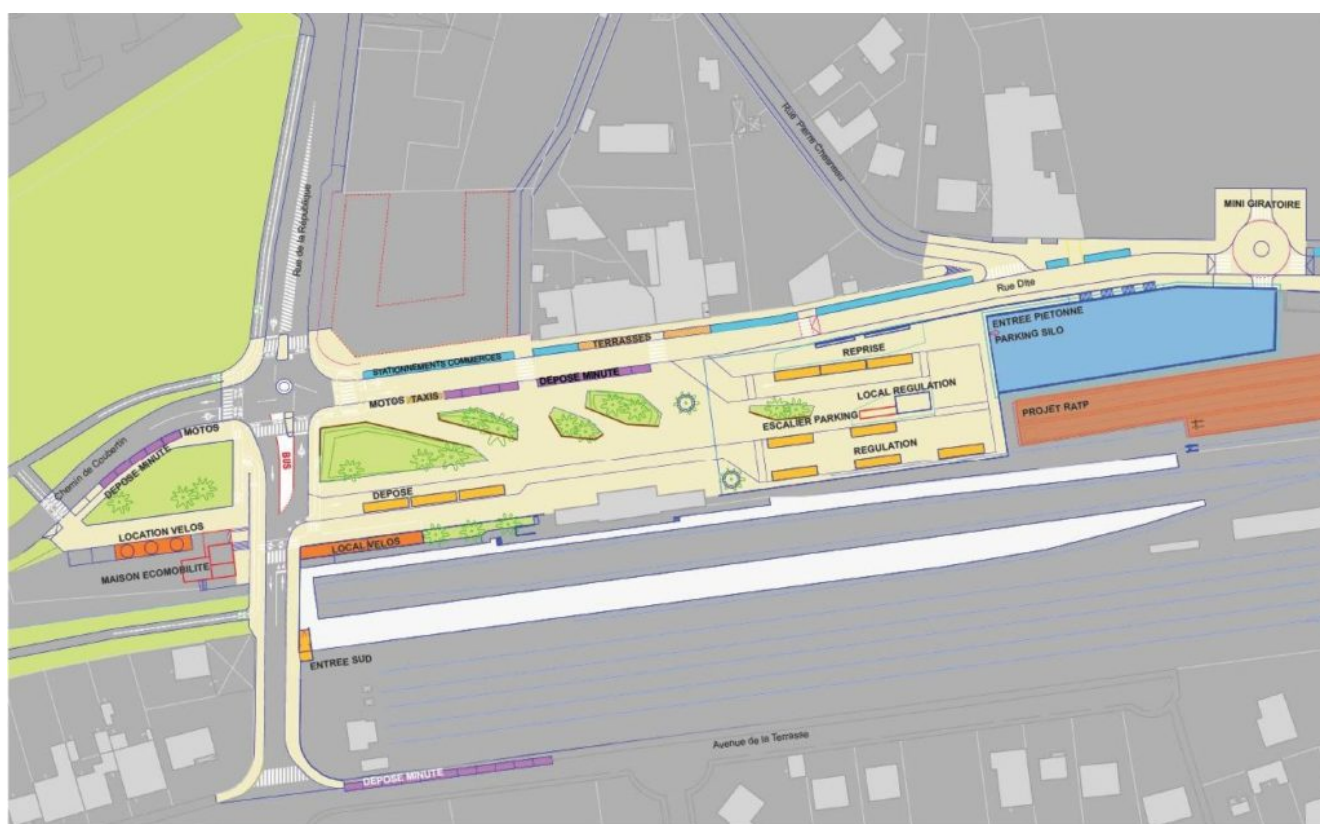 Rue Pierre Chesneau
Rue de la République
MINI GIRATOIRE
Rue Dite
ENTREE PIETONNE
PARKING SILO
TERRASSES
STATIONNEMENTS COMMERCES
REPRISE
DEPOSE MINUTE
MOTOS TAXIS
LOCAL REGULATION
PROJET RATP
ESCALIER PARKING
MOTOS
BUS
REGULATION
Chemin de Coubertin
DEPOSE MINUTE
DEPOSE
LOCATION VELOS
LOCAL VELOS
MAISON ECOMOBILITE
ENTREE SUD
Avenue de la Terrasse
DEPOSE MINUTE